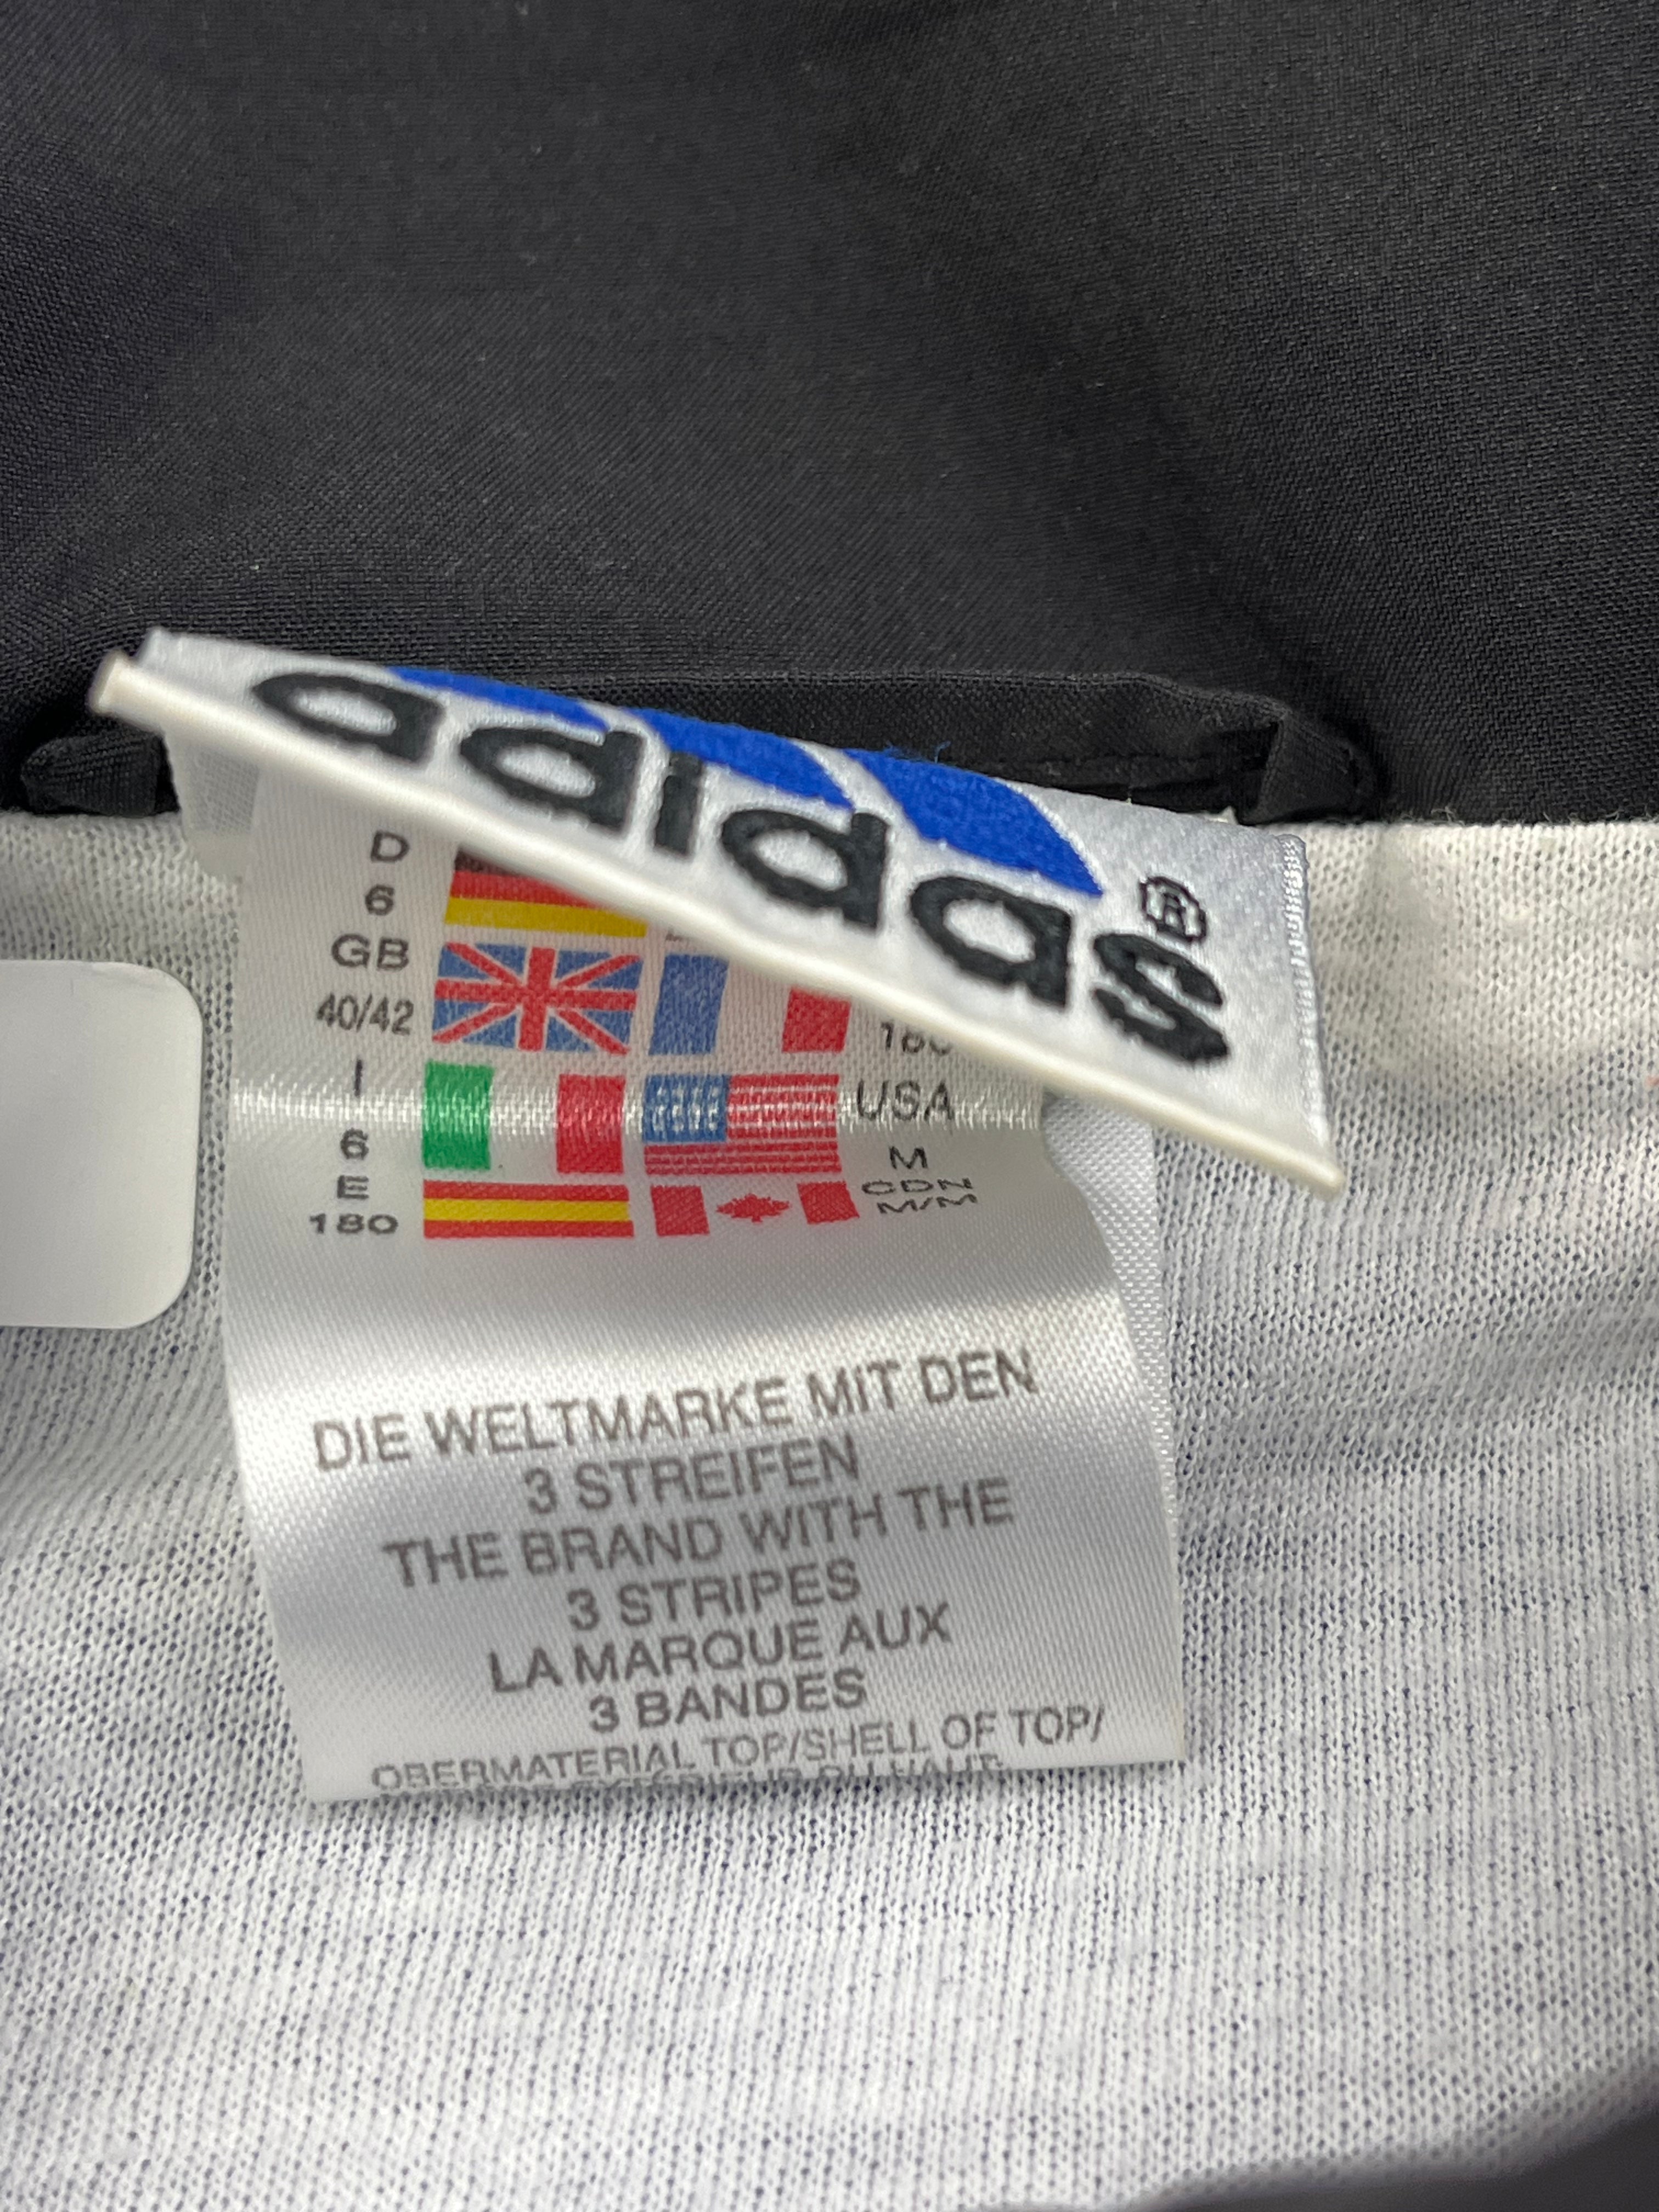 adidas®
D
6
GB
40/42
I
USA
6
M
E
CDN
180
M/M
DIE WELTMARKE MIT DEN
3 STREIFEN
THE BRAND WITH THE
3 STRIPES
LA MARQUE AUX
3 BANDES
OBERMATERIAL TOP/SHELL OF TOP/